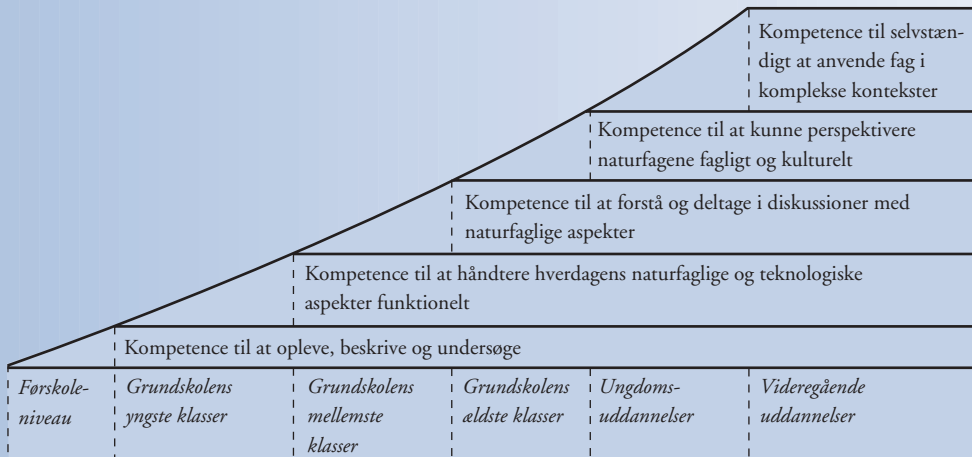 Kompetence til selvstæn-
digt at anvende fag i
komplekse kontekster
Kompetence til at kunne perspektivere
naturfagene fagligt og kulturelt
Kompetence til at forstå og deltage i diskussioner med
naturfaglige aspekter
Kompetence til at håndtere hverdagens naturfaglige og teknologiske
aspekter funktionelt
Kompetence til at opleve, beskrive og undersøge
Førskole-
niveau
Grundskolens
yngste klasser
Grundskolens
mellemste
klasser
Grundskolens
ældste klasser
Ungdoms-
uddannelser
Videregående
uddannelser